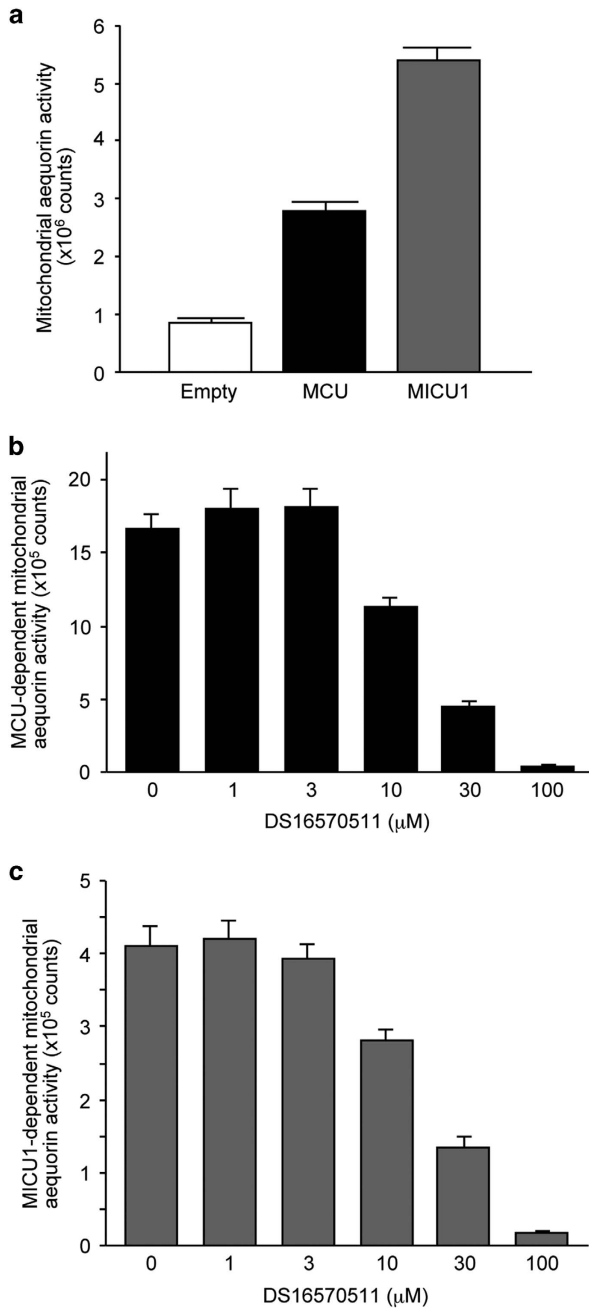 a
Mitochondrial aequorin activity
(x10⁶ counts)
6
5
4
3
2
1
0
Empty MCU MICU1
b
MCU-dependent mitochondrial
aequorin activity (x10⁵ counts)
20
15
10
5
0
0 1 3 10 30 100
DS16570511 (μM)
c
MICU1-dependent mitochondrial
aequorin activity (x10⁵ counts)
5
4
3
2
1
0
0 1 3 10 30 100
DS16570511 (μM)